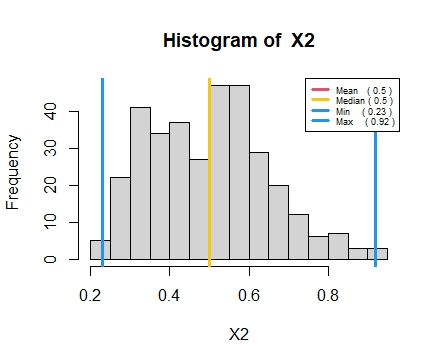 Histogram of X2
Mean ( 0.5 )
Median ( 0.5 )
Min ( 0.23 )
Max ( 0.92 )
Frequency
40
30
20
10
0
0.2 0.4 0.6 0.8
X2